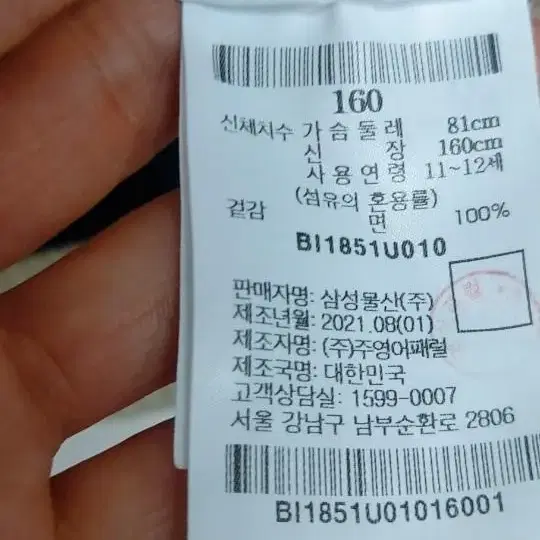 160
신체치수 가 슴 둘 레 81cm
신 장 160cm
사 용 연 령 11~12세
(섬유의 혼용률)
겉감 면 100%
BI1851U010
판매자명: 삼성물산(주)
제조년월: 2021.08(01)
제조자명: (주)주영어패럴
제조국명: 대한민국
고객상담실: 1599-0007
서울 강남구 남부순환로 2806
BI1851U01016001